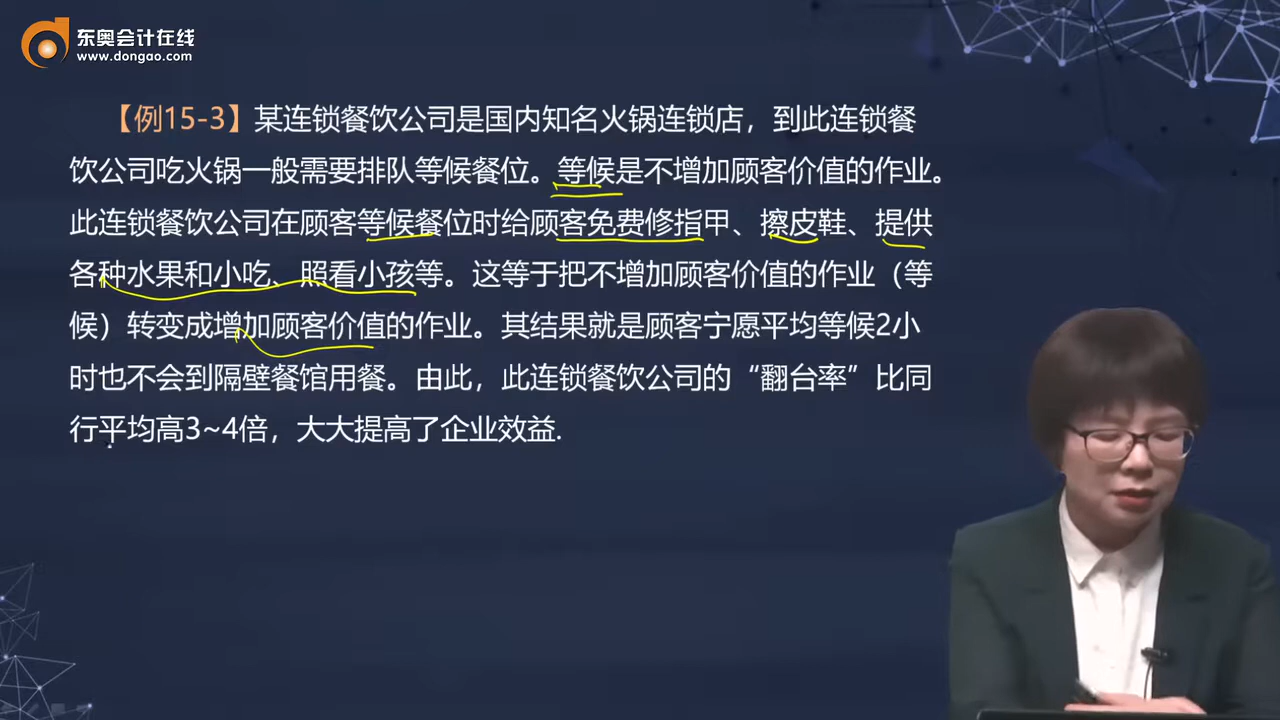 东奥会计在线
www.dongao.com
【例15-3】某连锁餐饮公司是国内知名火锅连锁店，到此连锁餐
饮公司吃火锅一般需要排队等候餐位。等候是不增加顾客价值的作业。
此连锁餐饮公司在顾客等候餐位时给顾客免费修指甲、擦皮鞋、提供
各种水果和小吃、照看小孩等。这等于把不增加顾客价值的作业（等
候）转变成增加顾客价值的作业。其结果就是顾客宁愿平均等候2小
时也不会到隔壁餐馆用餐。由此，此连锁餐饮公司的“翻台率”比同
行平均高3~4倍，大大提高了企业效益.